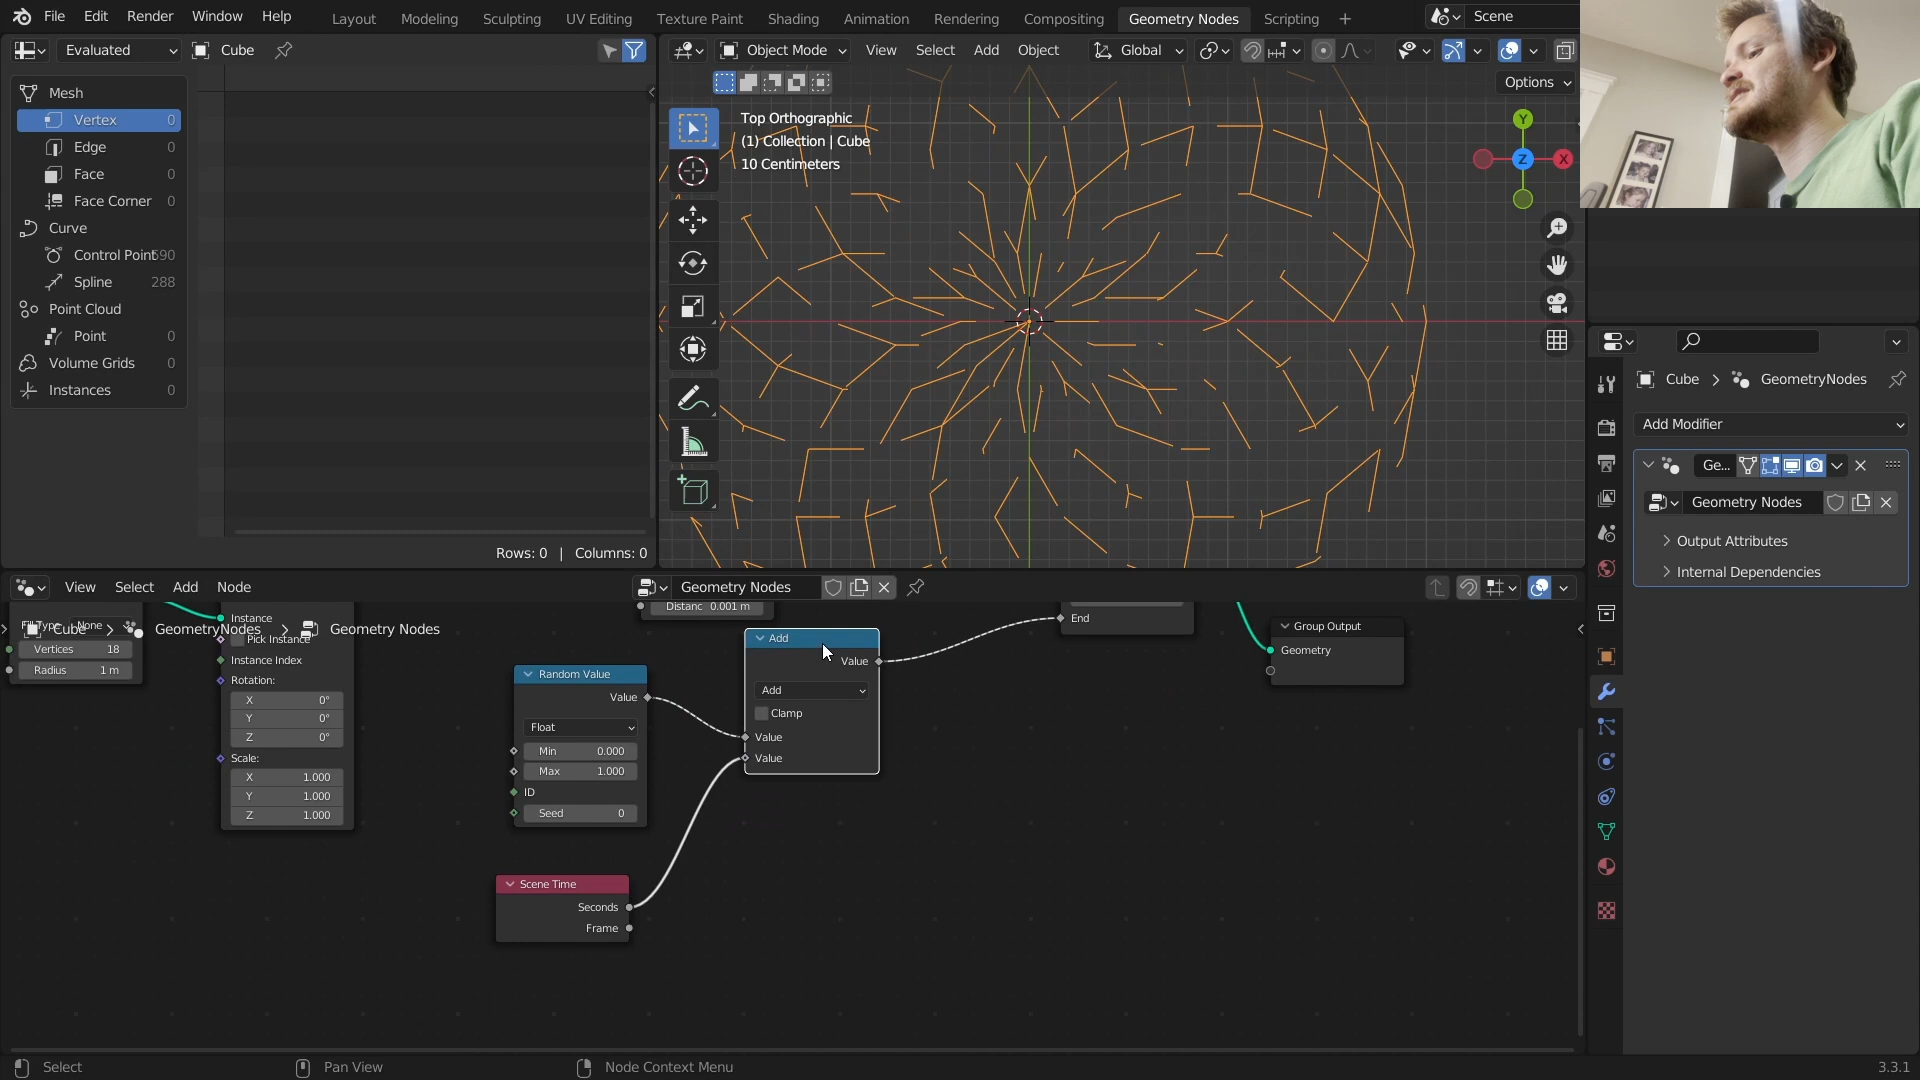 File Edit Render Window Help
Layout Modeling Sculpting UV Editing Texture Paint Shading Animation Rendering Compositing Geometry Nodes Scripting +
Scene
Evaluated Cube
Object Mode View Select Add Object Global
Options
Mesh
Vertex 0
Edge 0
Face 0
Face Corner 0
Curve
Control Point 590
Spline 288
Point Cloud
Point 0
Volume Grids 0
Instances 0
Rows: 0 | Columns: 0
Top Orthographic
(1) Collection | Cube
10 Centimeters
Y
Z
X
Cube > GeometryNodes
Add Modifier
Ge...
Geometry Nodes
Output Attributes
Internal Dependencies
View Select Add Node
Geometry Nodes
Cube > GeometryNodes > Geometry Nodes
Fill Type None
Vertices 18
Radius 1 m
Instance
Pick Instance
Instance Index
Rotation:
X 0°
Y 0°
Z 0°
Scale:
X 1.000
Y 1.000
Z 1.000
Distanc 0.001 m
Random Value
Value
Float
Min 0.000
Max 1.000
ID
Seed 0
Scene Time
Seconds
Frame
Add
Value
Add
Clamp
Value
Value
End
Group Output
Geometry
Select
Pan View
Node Context Menu
3.3.1